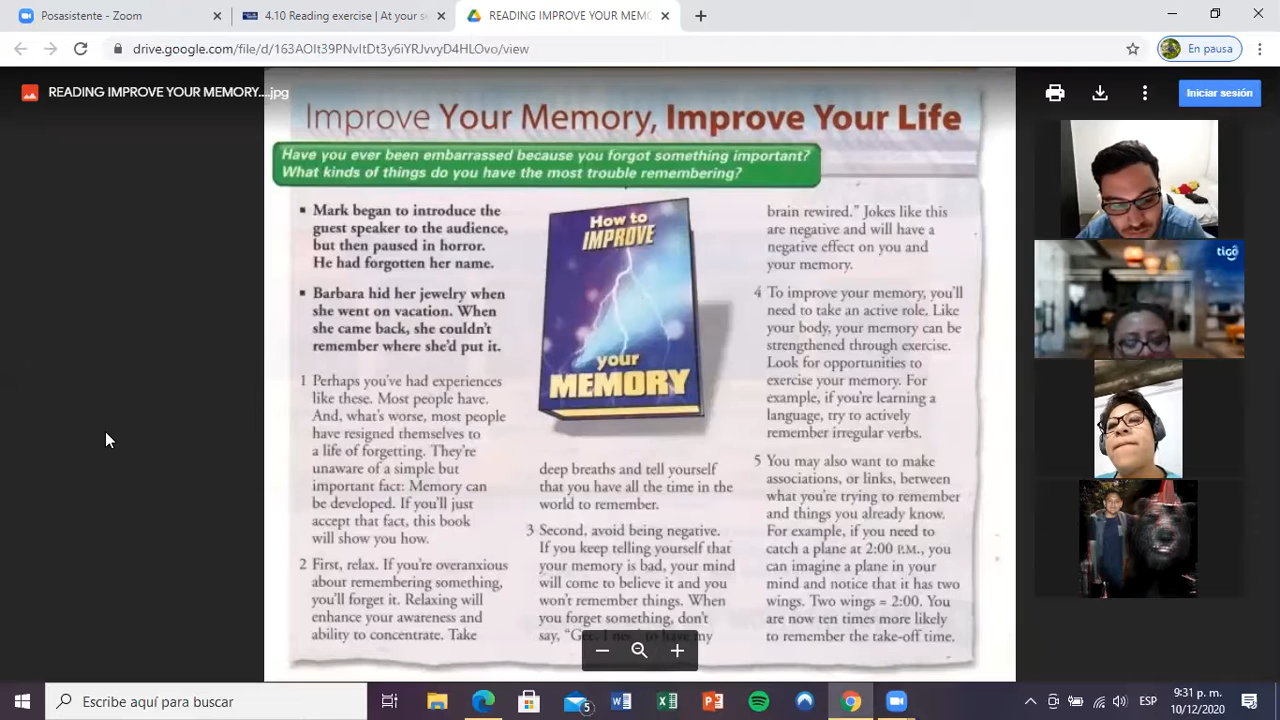 Posasistente - Zoom
4.10 Reading exercise | At your s
READING IMPROVE YOUR MEMO
drive.google.com/file/d/163AOIt39PNvItDt3y6iYRJvvyD4HLOvo/view
En pausa
READING IMPROVE YOUR MEMORY....jpg
Iniciar sesión
Improve Your Memory, Improve Your Life
Have you ever been embarrassed because you forgot something important?
What kinds of things do you have the most trouble remembering?
▪ Mark began to introduce the
guest speaker to the audience,
but then paused in horror.
He had forgotten her name.
▪ Barbara hid her jewelry when
she went on vacation. When
she came back, she couldn't
remember where she'd put it.
1 Perhaps you've had experiences
like these. Most people have.
And, what's worse, most people
have resigned themselves to
a life of forgetting. They're
unaware of a simple but
important fact: Memory can
be developed. If you'll just
accept that fact, this book
will show you how.
2 First, relax. If you're overanxious
about remembering something,
you'll forget it. Relaxing will
enhance your awareness and
ability to concentrate. Take
How to
IMPROVE
your
MEMORY
deep breaths and tell yourself
that you have all the time in the
world to remember.
3 Second, avoid being negative.
If you keep telling yourself that
your memory is bad, your mind
will come to believe it and you
won't remember things. When
you forget something, don't
say, "Gee, I need to have my
brain rewired." Jokes like this
are negative and will have a
negative effect on you and
your memory.
4 To improve your memory, you'll
need to take an active role. Like
your body, your memory can be
strengthened through exercise.
Look for opportunities to
exercise your memory. For
example, if you're learning a
language, try to actively
remember irregular verbs.
5 You may also want to make
associations, or links, between
what you're trying to remember
and things you already know.
For example, if you need to
catch a plane at 2:00 P.M., you
can imagine a plane in your
mind and notice that it has two
wings. Two wings = 2:00. You
are now ten times more likely
to remember the take-off time.
tigo
Escribe aquí para buscar
5
ESP
9:31 p. m.
10/12/2020